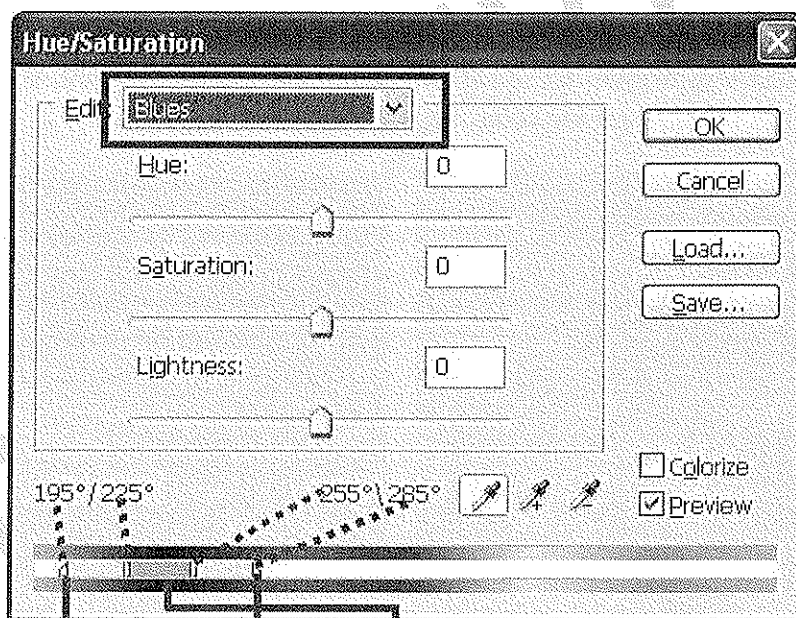 Hue/Saturation
Edit: Blues
OK
Hue: 0
Cancel
Saturation: 0
Load...
Save...
Lightness: 0
Colorize
195°/225° 255°\285°
Preview